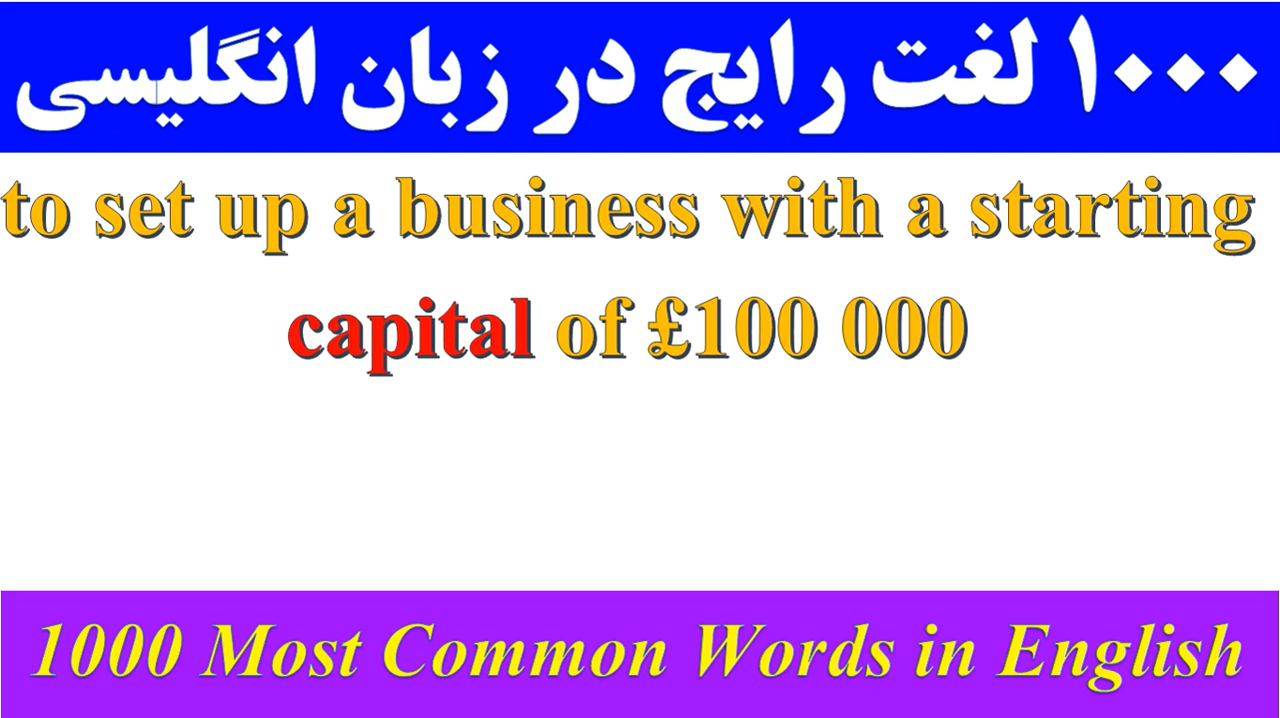 ۱۰۰۰ لغت رایج در زبان انگلیسی
to set up a business with a starting
capital of £100 000
1000 Most Common Words in English